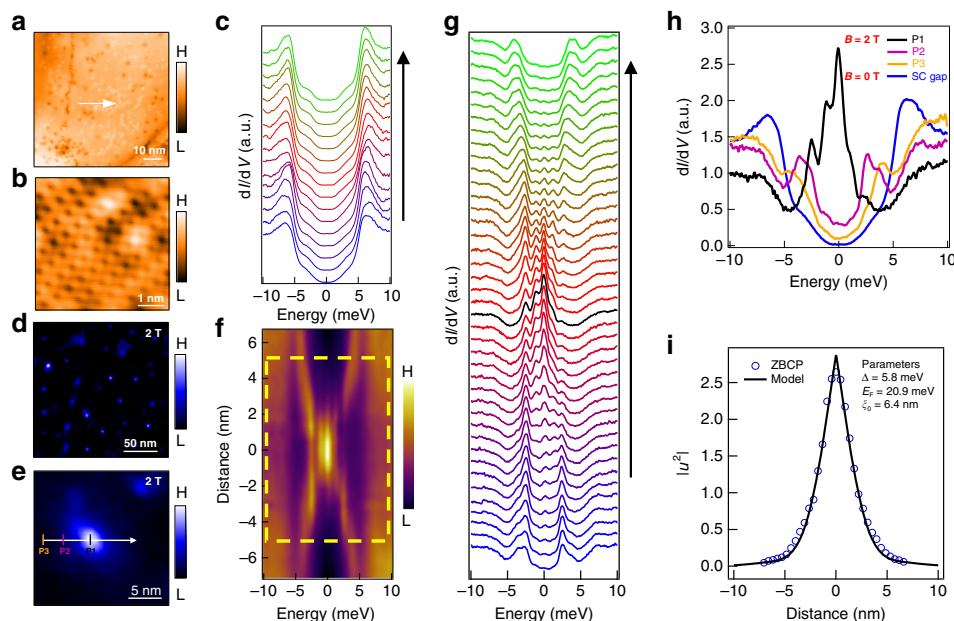 a
H
L
10 nm
b
H
L
1 nm
d
2 T
H
L
50 nm
e
2 T
H
L
P3
P2
P1
5 nm
c
dI/dV (a.u.)
−10
−5
0
5
10
Energy (meV)
f
Distance (nm)
6
4
2
0
−2
−4
−6
H
L
−10
−5
0
5
10
Energy (meV)
g
dI/dV (a.u.)
−10
−5
0
5
10
Energy (meV)
h
dI/dV (a.u.)
3.0
2.5
2.0
1.5
1.0
0.5
0.0
B = 2 T
P1
P2
P3
B = 0 T
SC gap
−10
−5
0
5
10
Energy (meV)
i
|u²|
2.5
2.0
1.5
1.0
0.5
0.0
ZBCP
Model
Parameters
Δ = 5.8 meV
E_F = 20.9 meV
ξ₀ = 6.4 nm
−10
−5
0
5
10
Distance (nm)